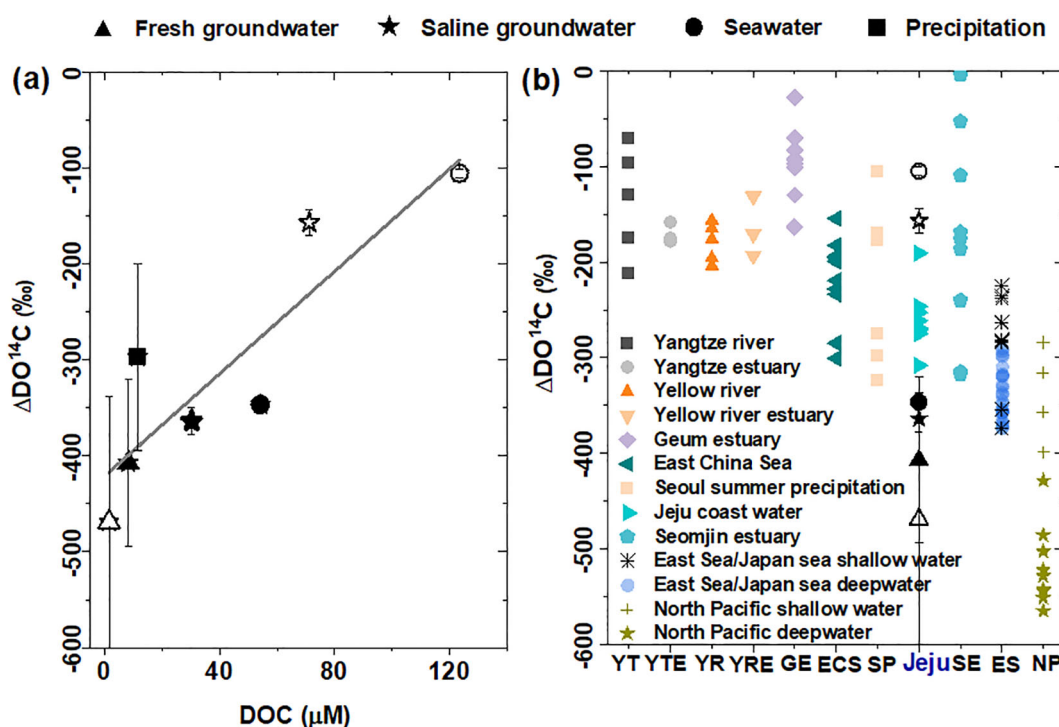 Fresh groundwater Saline groundwater Seawater Precipitation
(a)
0
-100
-200
-300
-400
-500
-600
ΔDO¹⁴C (‰)
0 40 80 120
DOC (µM)
(b)
0
-100
-200
-300
-400
-500
-600
ΔDO¹⁴C (‰)
Yangtze river
Yangtze estuary
Yellow river
Yellow river estuary
Geum estuary
East China Sea
Seoul summer precipitation
Jeju coast water
Seomjin estuary
East Sea/Japan sea shallow water
East Sea/Japan sea deepwater
North Pacific shallow water
North Pacific deepwater
YT YTE YR YRE GE ECS SP Jeju SE ES NP